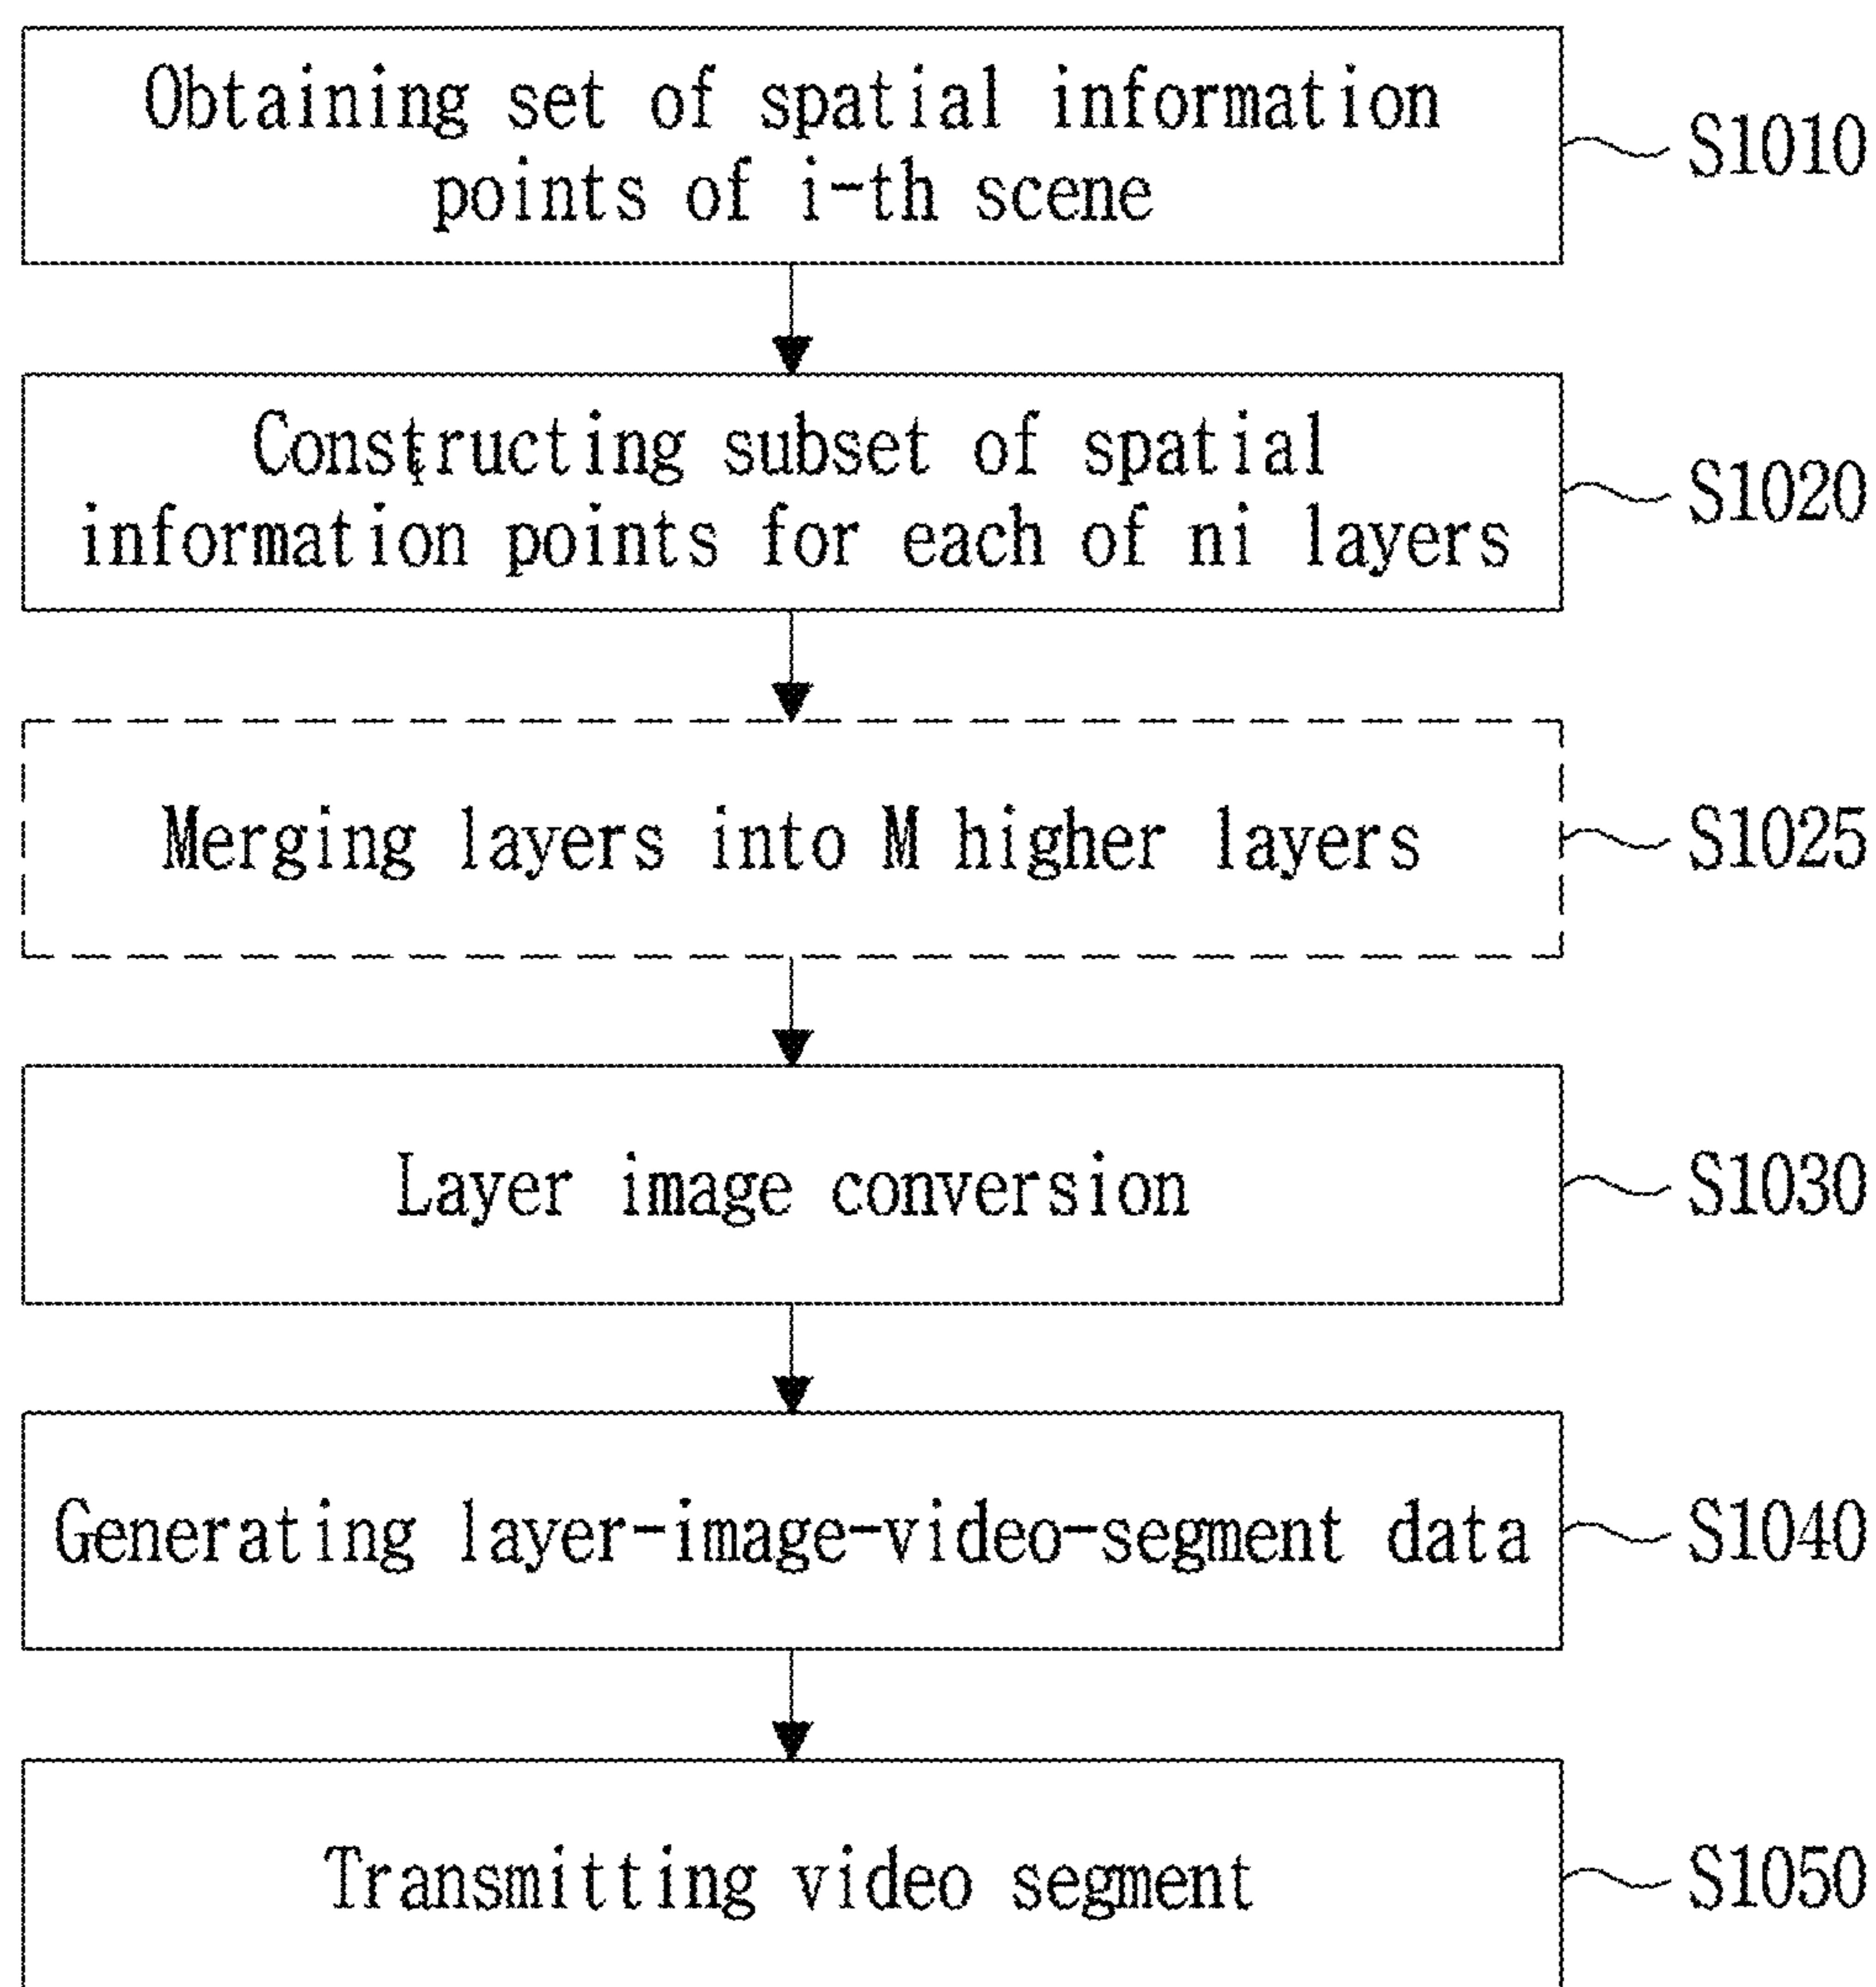 Obtaining set of spatial information
points of i-th scene
S1010
Constructing subset of spatial
information points for each of ni layers
S1020
Merging layers into M higher layers
S1025
Layer image conversion
S1030
Generating layer-image-video-segment data
S1040
Transmitting video segment
S1050